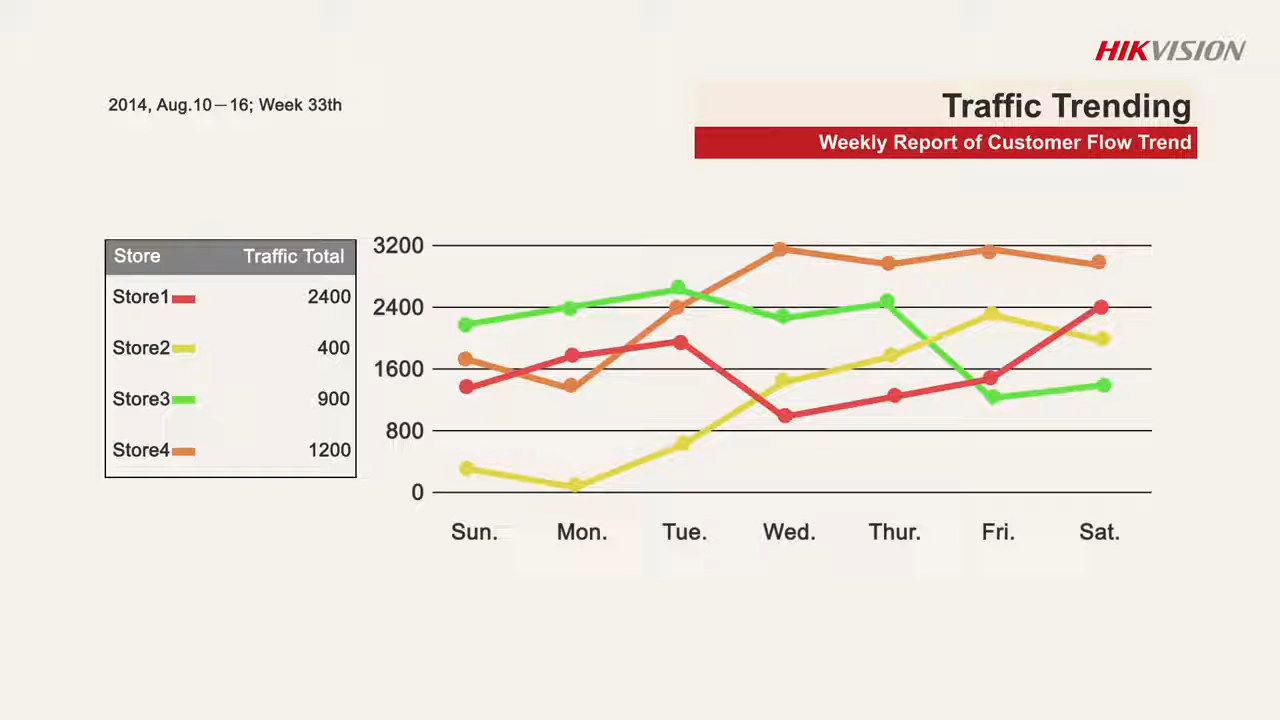 HIKVISION
2014, Aug.10—16; Week 33th
Traffic Trending
Weekly Report of Customer Flow Trend
Store Traffic Total
Store1 2400
Store2 400
Store3 900
Store4 1200
3200
2400
1600
800
0
Sun. Mon. Tue. Wed. Thur. Fri. Sat.